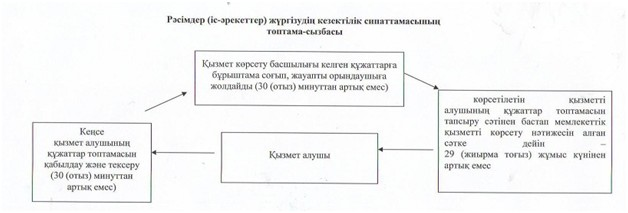 Рәсімдер (іс-әрекеттер) жүргізудің кезектілік сипаттамасының
топтама-сызбасы
Қызмет көрсету басшылығы келген құжаттарға
бұрыштама соғып, жауапты орындаушыға
жолдайды (30 (отыз) минуттан артық емес)
көрсетілетін қызметті
алушының құжаттар топтамасын
тапсыру сәтінен бастап мемлекеттік
қызметті көрсету нәтижесін алған
сәтке дейін –
29 (жиырма тоғыз) жұмыс күнінен
артық емес
Қызмет алушы
Кеңсе
қызмет алушының
құжаттар топтамасын
қабылдау және тексеру
(30 (отыз) минуттан
артық емес)